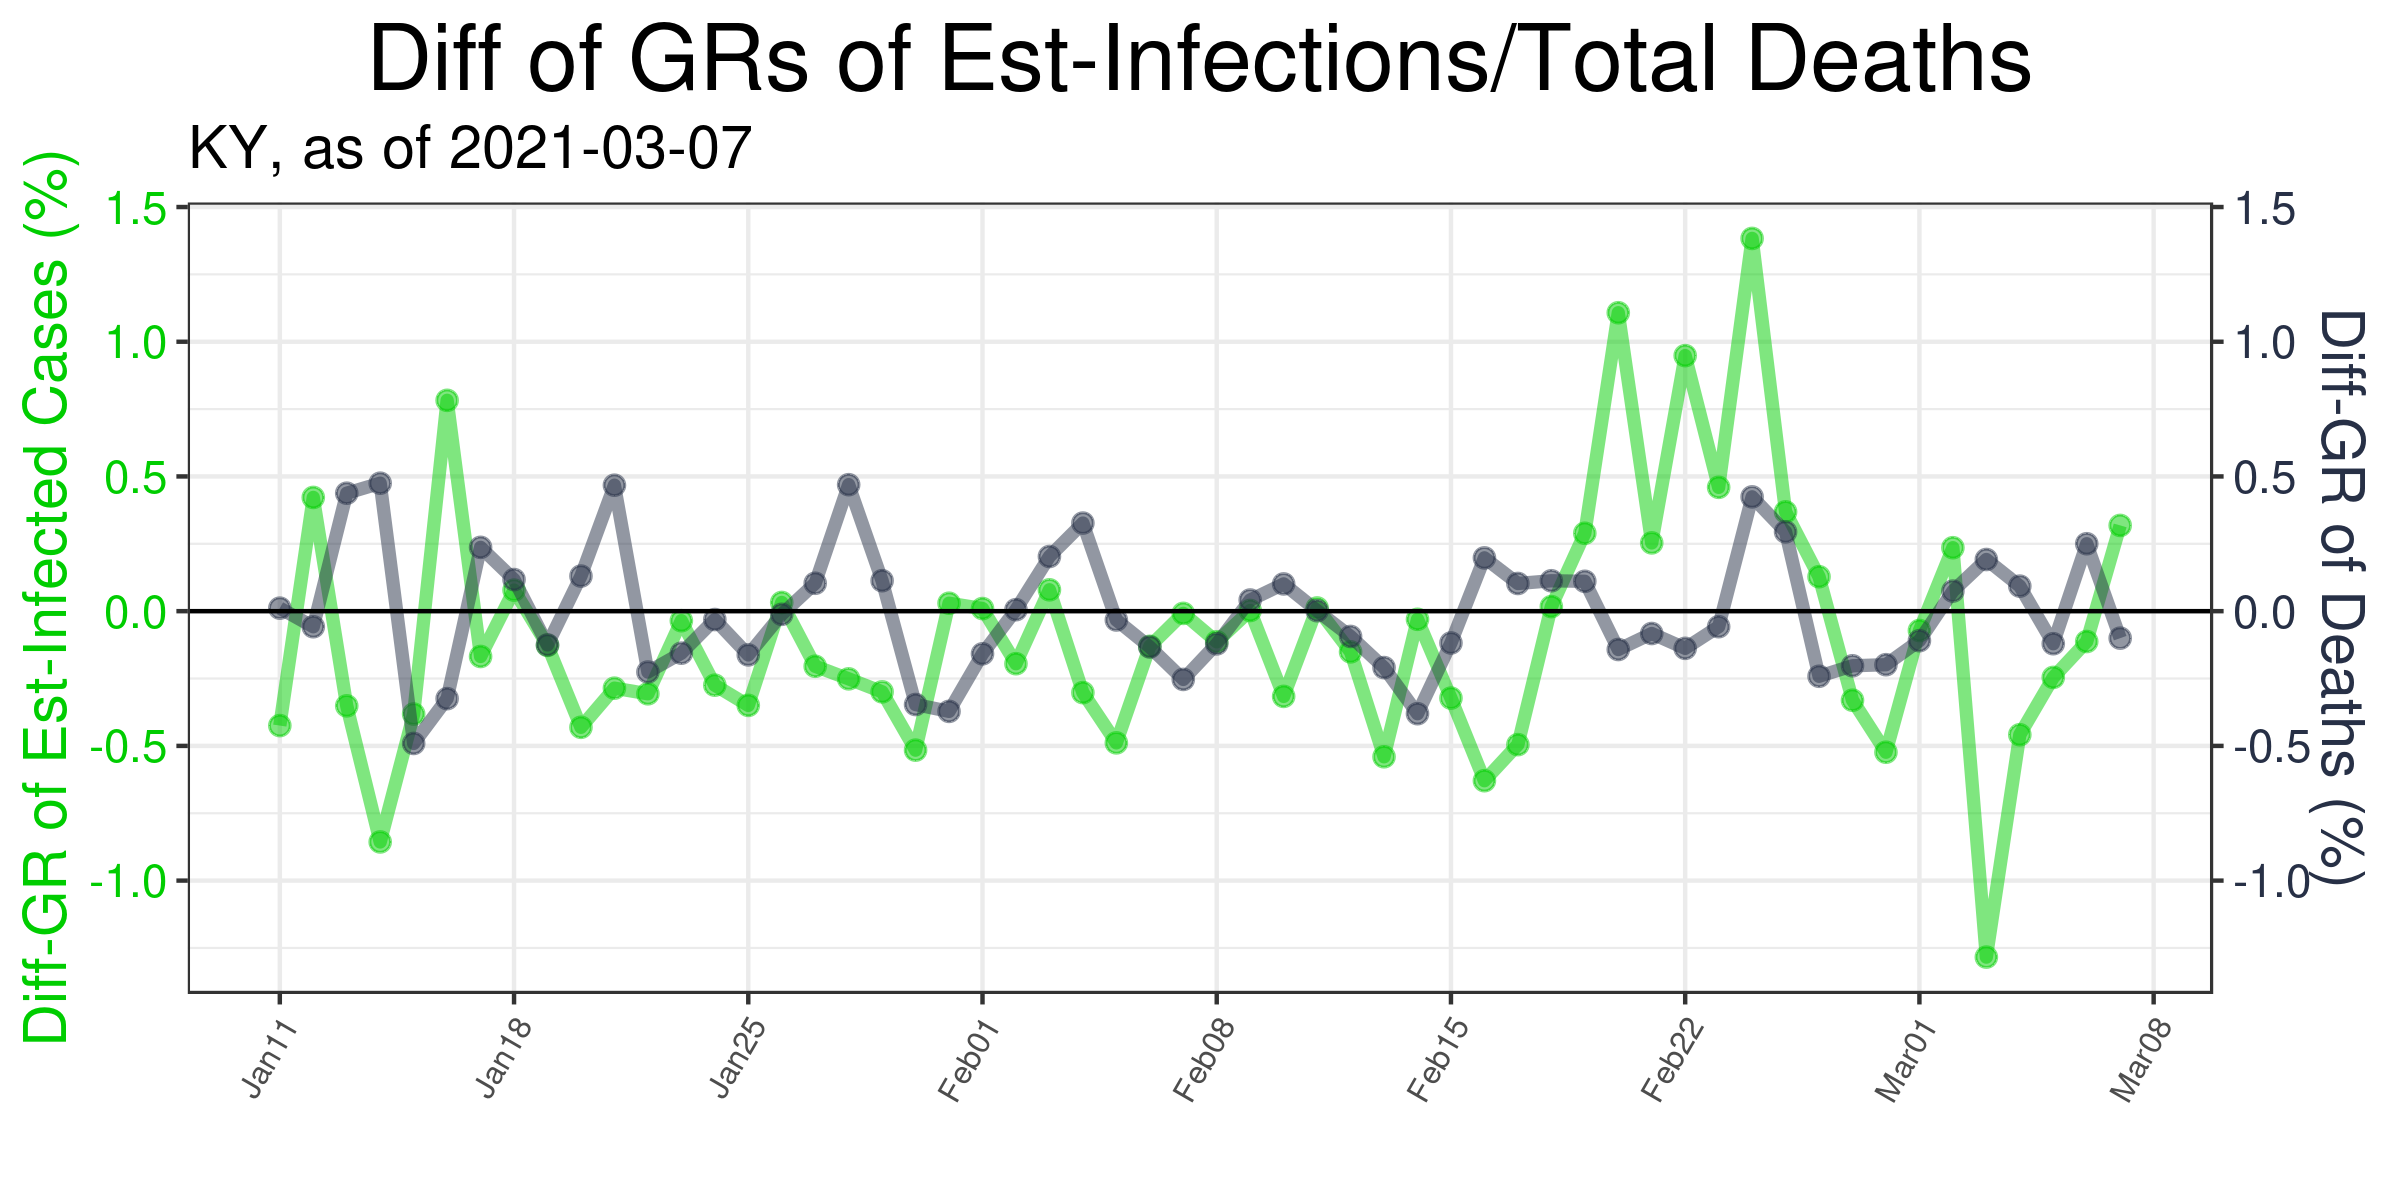 Diff of GRs of Est-Infections/Total Deaths
KY, as of 2021-03-07
Diff-GR of Est-Infected Cases (%)
1.5
1.0
0.5
0.0
-0.5
-1.0
1.5
1.0
0.5
0.0
-0.5
-1.0
Diff-GR of Deaths (%)
Jan11
Jan18
Jan25
Feb01
Feb08
Feb15
Feb22
Mar01
Mar08